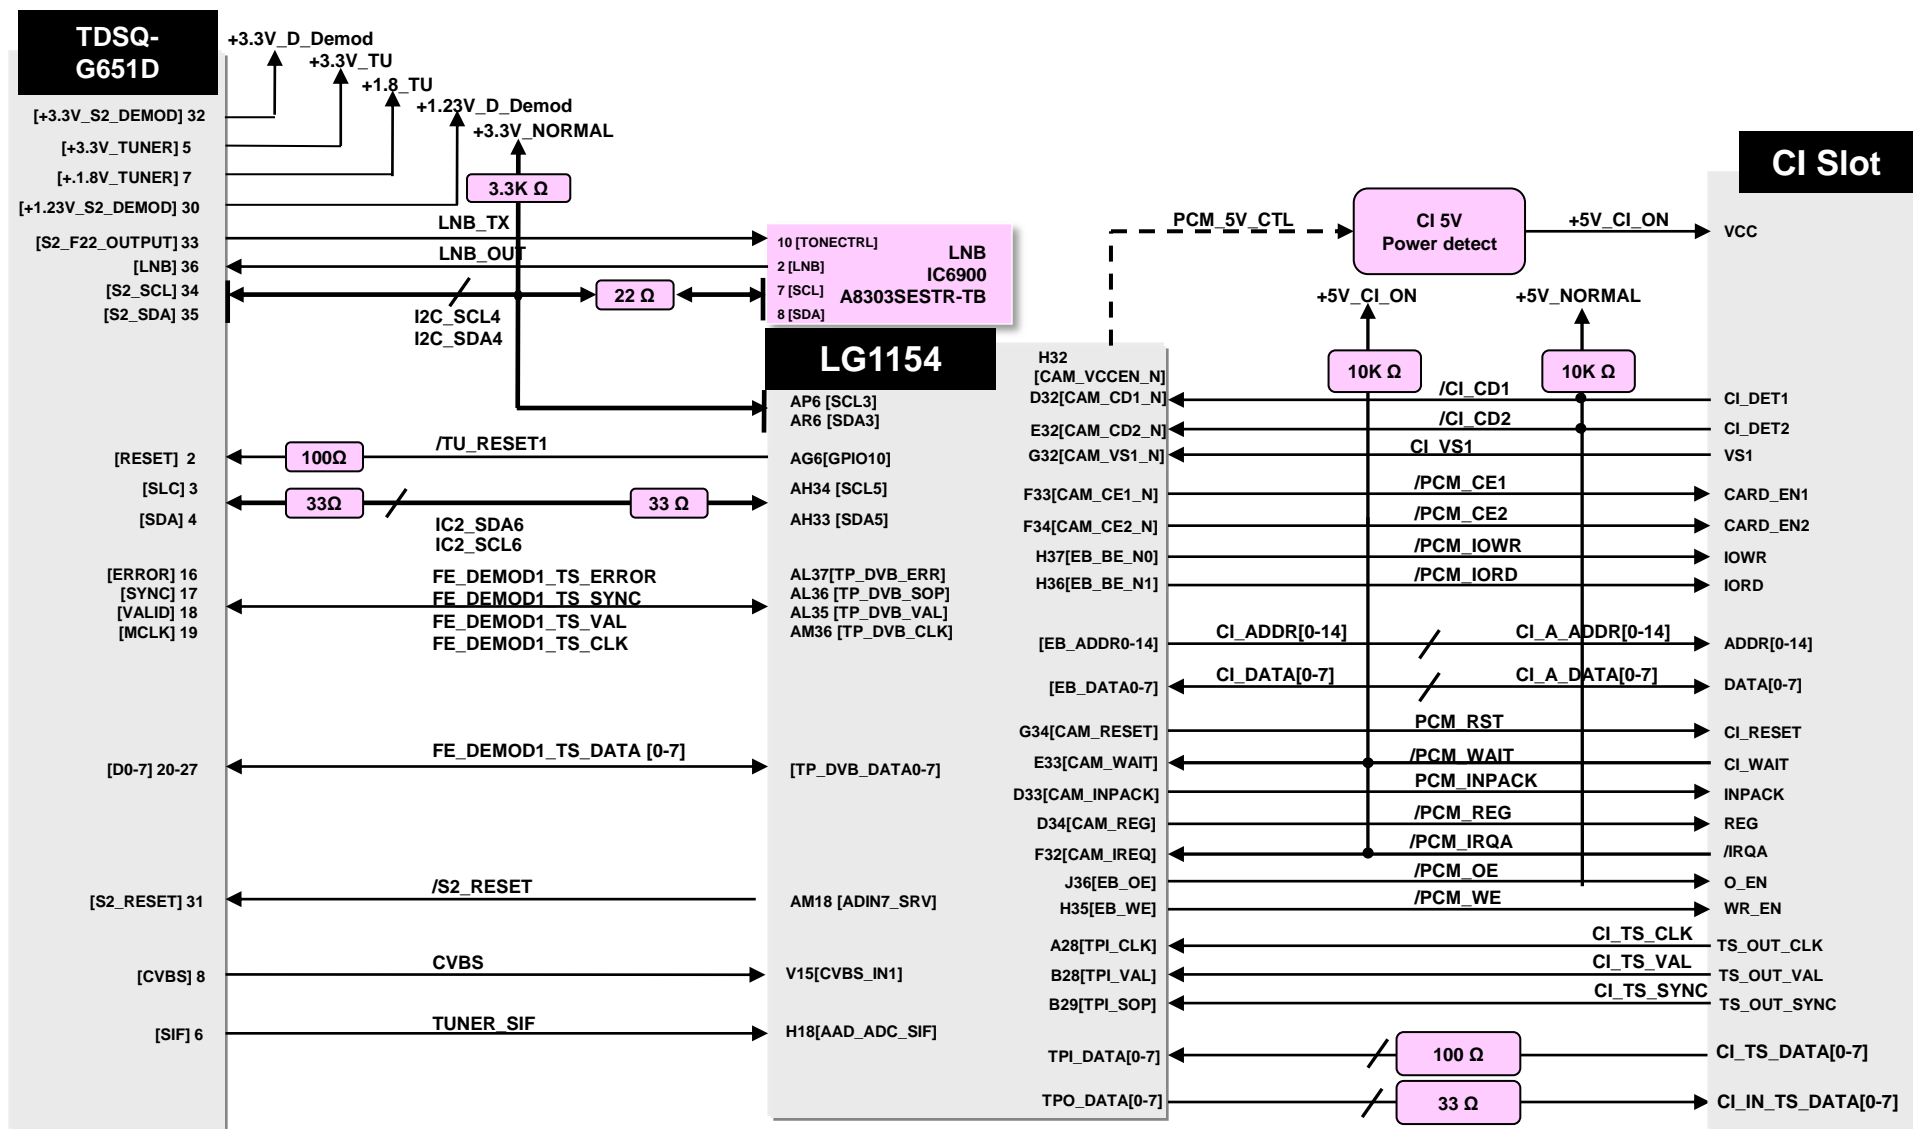 TDSQ-
G651D
+3.3V_D_Demod
+3.3V_TU
+1.8_TU
+1.23V_D_Demod
+3.3V_NORMAL
3.3K Ω
[+3.3V_S2_DEMOD] 32
[+3.3V_TUNER] 5
[+.1.8V_TUNER] 7
[+1.23V_S2_DEMOD] 30
[S2_F22_OUTPUT] 33
[LNB] 36
[S2_SCL] 34
[S2_SDA] 35
[RESET] 2
[SLC] 3
[SDA] 4
[ERROR] 16
[SYNC] 17
[VALID] 18
[MCLK] 19
[D0-7] 20-27
[S2_RESET] 31
[CVBS] 8
[SIF] 6
LNB_TX
LNB_OUT
22 Ω
I2C_SCL4
I2C_SDA4
/TU_RESET1
100Ω
33Ω
33 Ω
IC2_SDA6
IC2_SCL6
FE_DEMOD1_TS_ERROR
FE_DEMOD1_TS_SYNC
FE_DEMOD1_TS_VAL
FE_DEMOD1_TS_CLK
FE_DEMOD1_TS_DATA [0-7]
/S2_RESET
CVBS
TUNER_SIF
10 [TONECTRL]
2 [LNB]
7 [SCL]
8 [SDA]
LNB
IC6900
A8303SESTR-TB
LG1154
AP6 [SCL3]
AR6 [SDA3]
AG6[GPIO10]
AH34 [SCL5]
AH33 [SDA5]
AL37[TP_DVB_ERR]
AL36 [TP_DVB_SOP]
AL35 [TP_DVB_VAL]
AM36 [TP_DVB_CLK]
[TP_DVB_DATA0-7]
AM18 [ADIN7_SRV]
V15[CVBS_IN1]
H18[AAD_ADC_SIF]
H32
[CAM_VCCEN_N]
D32[CAM_CD1_N]
E32[CAM_CD2_N]
G32[CAM_VS1_N]
F33[CAM_CE1_N]
F34[CAM_CE2_N]
H37[EB_BE_N0]
H36[EB_BE_N1]
[EB_ADDR0-14]
[EB_DATA0-7]
G34[CAM_RESET]
E33[CAM_WAIT]
D33[CAM_INPACK]
D34[CAM_REG]
F32[CAM_IREQ]
J36[EB_OE]
H35[EB_WE]
A28[TPI_CLK]
B28[TPI_VAL]
B29[TPI_SOP]
TPI_DATA[0-7]
TPO_DATA[0-7]
PCM_5V_CTL
CI 5V
Power detect
+5V_CI_ON
+5V_CI_ON
+5V_NORMAL
10K Ω
10K Ω
/CI_CD1
/CI_CD2
CI_VS1
/PCM_CE1
/PCM_CE2
/PCM_IOWR
/PCM_IORD
CI_ADDR[0-14]
CI_A_ADDR[0-14]
CI_DATA[0-7]
CI_A_DATA[0-7]
PCM_RST
/PCM_WAIT
PCM_INPACK
/PCM_REG
/PCM_IRQA
/PCM_OE
/PCM_WE
CI_TS_CLK
CI_TS_VAL
CI_TS_SYNC
100 Ω
33 Ω
CI Slot
VCC
CI_DET1
CI_DET2
VS1
CARD_EN1
CARD_EN2
IOWR
IORD
ADDR[0-14]
DATA[0-7]
CI_RESET
CI_WAIT
INPACK
REG
/IRQA
O_EN
WR_EN
TS_OUT_CLK
TS_OUT_VAL
TS_OUT_SYNC
CI_TS_DATA[0-7]
CI_IN_TS_DATA[0-7]